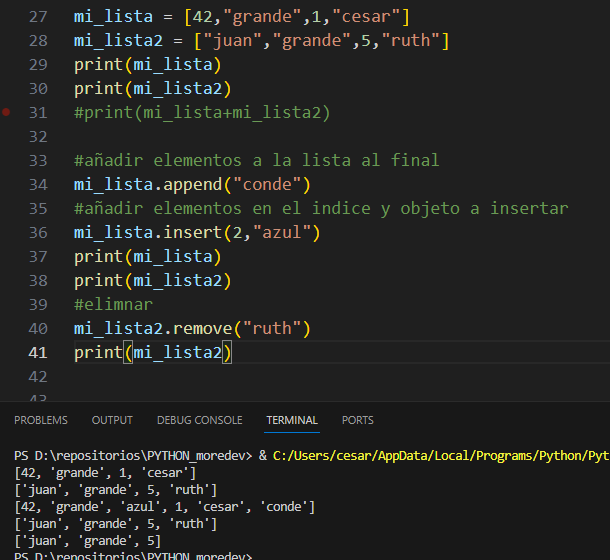 27 mi_lista = [42,"grande",1,"cesar"]
28 mi_lista2 = ["juan","grande",5,"ruth"]
29 print(mi_lista)
30 print(mi_lista2)
31 #print(mi_lista+mi_lista2)
32
33 #añadir elementos a la lista al final
34 mi_lista.append("conde")
35 #añadir elementos en el indice y objeto a insertar
36 mi_lista.insert(2,"azul")
37 print(mi_lista)
38 print(mi_lista2)
39 #elimnar
40 mi_lista2.remove("ruth")
41 print(mi_lista2)
42
43
PROBLEMS OUTPUT DEBUG CONSOLE TERMINAL PORTS
PS D:\repositorios\PYTHON_moredev> & C:/Users/cesar/AppData/Local/Programs/Python/Pyt
[42, 'grande', 1, 'cesar']
['juan', 'grande', 5, 'ruth']
[42, 'grande', 'azul', 1, 'cesar', 'conde']
['juan', 'grande', 5, 'ruth']
['juan', 'grande', 5]
PS D:\repositorios\PYTHON_moredev>